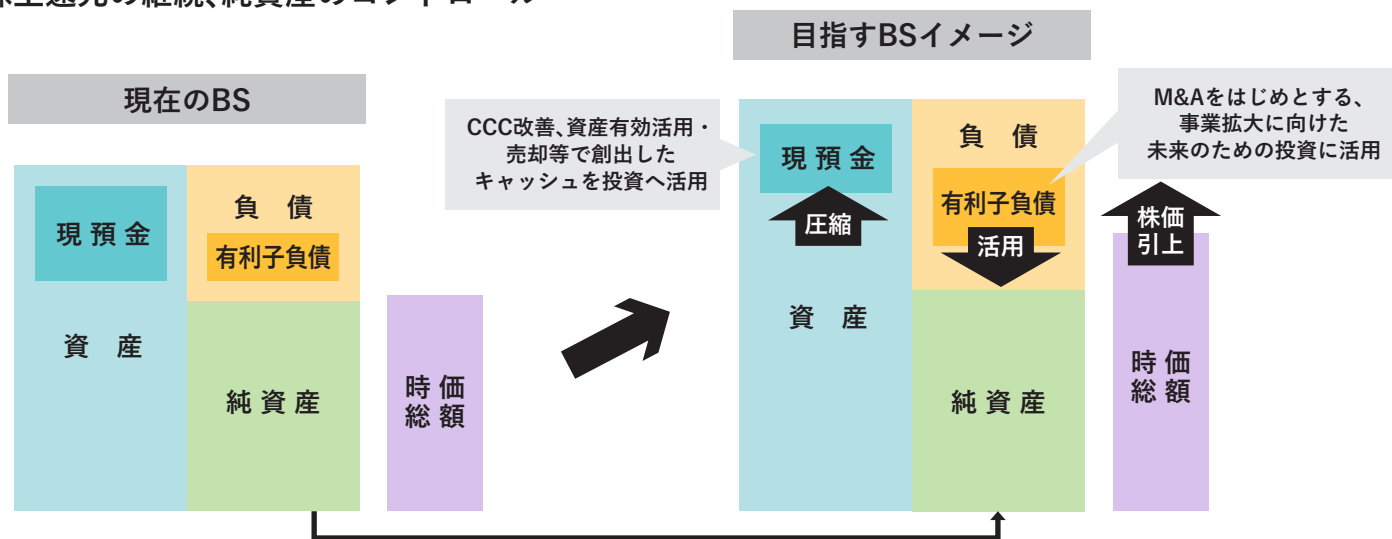 現在のBS
現預金
資産
負債
有利子負債
純資産
時価
総額
目指すBSイメージ
CCC改善、資産有効活用・
売却等で創出した
キャッシュを投資へ活用
現預金
圧縮
資産
負債
有利子負債
活用
純資産
M&Aをはじめとする、
事業拡大に向けた
未来のための投資に活用
株価
引上
時価
総額